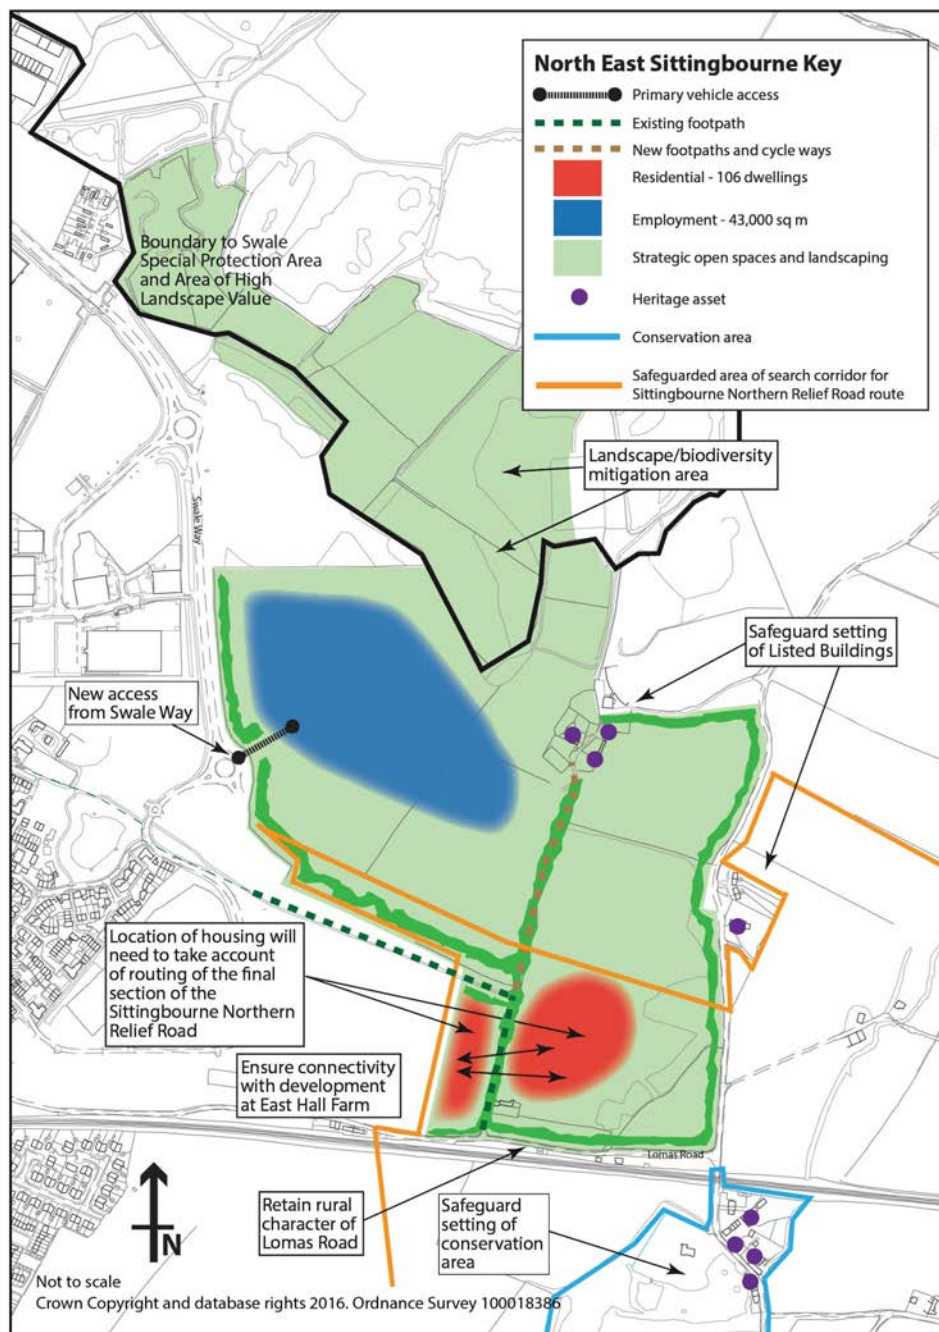 North East Sittingbourne Key
Primary vehicle access
Existing footpath
New footpaths and cycle ways
Residential - 106 dwellings
Employment - 43,000 sq m
Strategic open spaces and landscaping
Heritage asset
Conservation area
Safeguarded area of search corridor for
Sittingbourne Northern Relief Road route
Boundary to Swale
Special Protection Area
and Area of High
Landscape Value
Landscape/biodiversity
mitigation area
Swale Way
Safeguard setting
of Listed Buildings
New access
from Swale Way
Location of housing will
need to take account
of routing of the final
section of the
Sittingbourne Northern
Relief Road
Ensure connectivity
with development
at East Hall Farm
Lomas Road
Retain rural
character of
Lomas Road
Safeguard
setting of
conservation
area
N
Not to scale
Crown Copyright and database rights 2016. Ordnance Survey 100018386